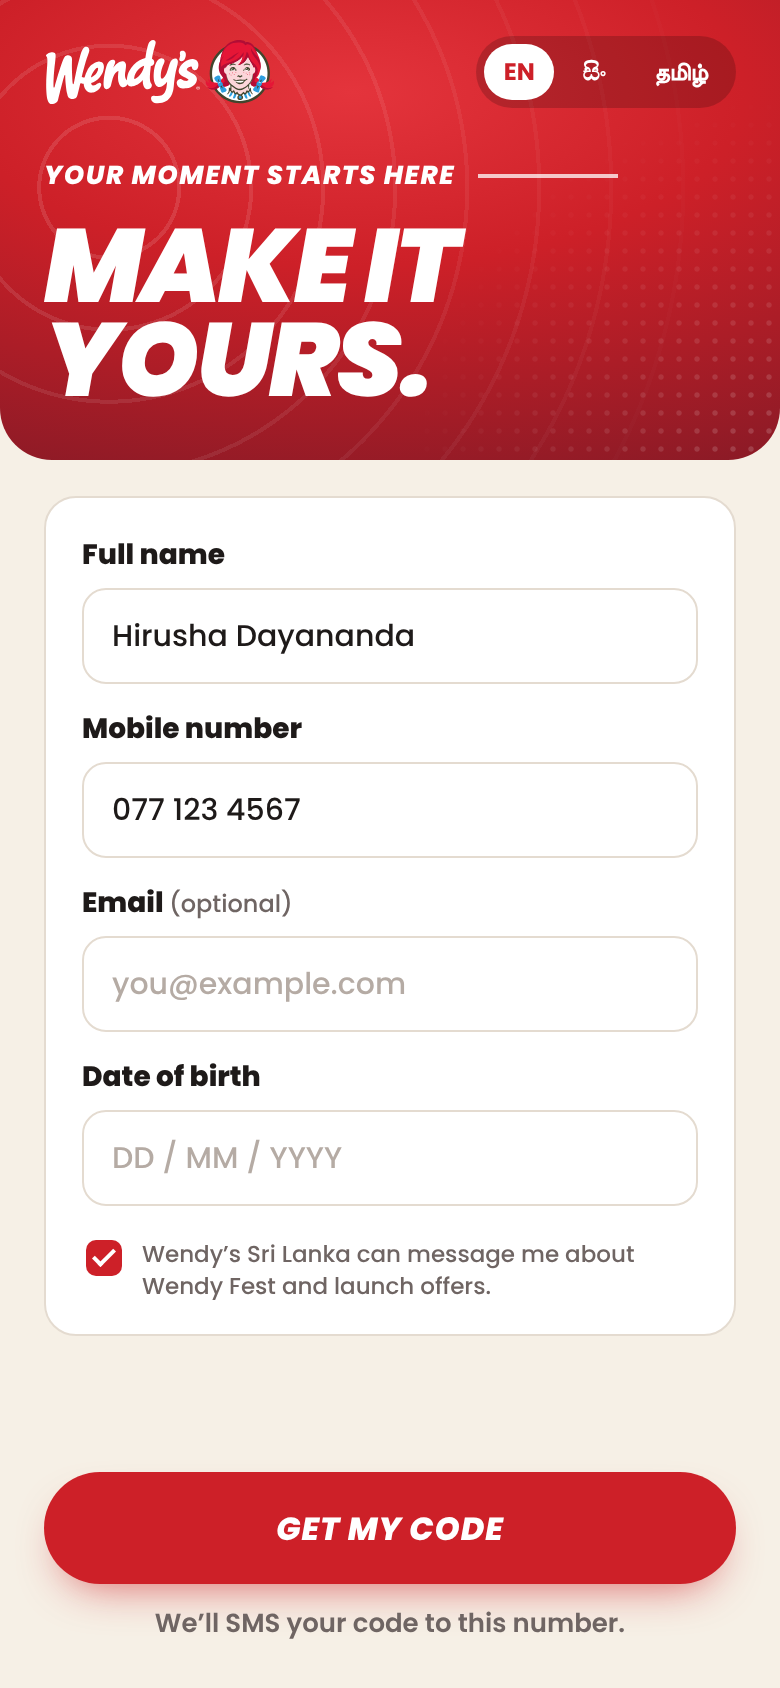 Wendy's
EN
සිං
தமிழ்
YOUR MOMENT STARTS HERE
MAKE IT
YOURS.
Full name
Hirusha Dayananda
Mobile number
077 123 4567
Email (optional)
you@example.com
Date of birth
DD / MM / YYYY
Wendy’s Sri Lanka can message me about
Wendy Fest and launch offers.
GET MY CODE
We’ll SMS your code to this number.